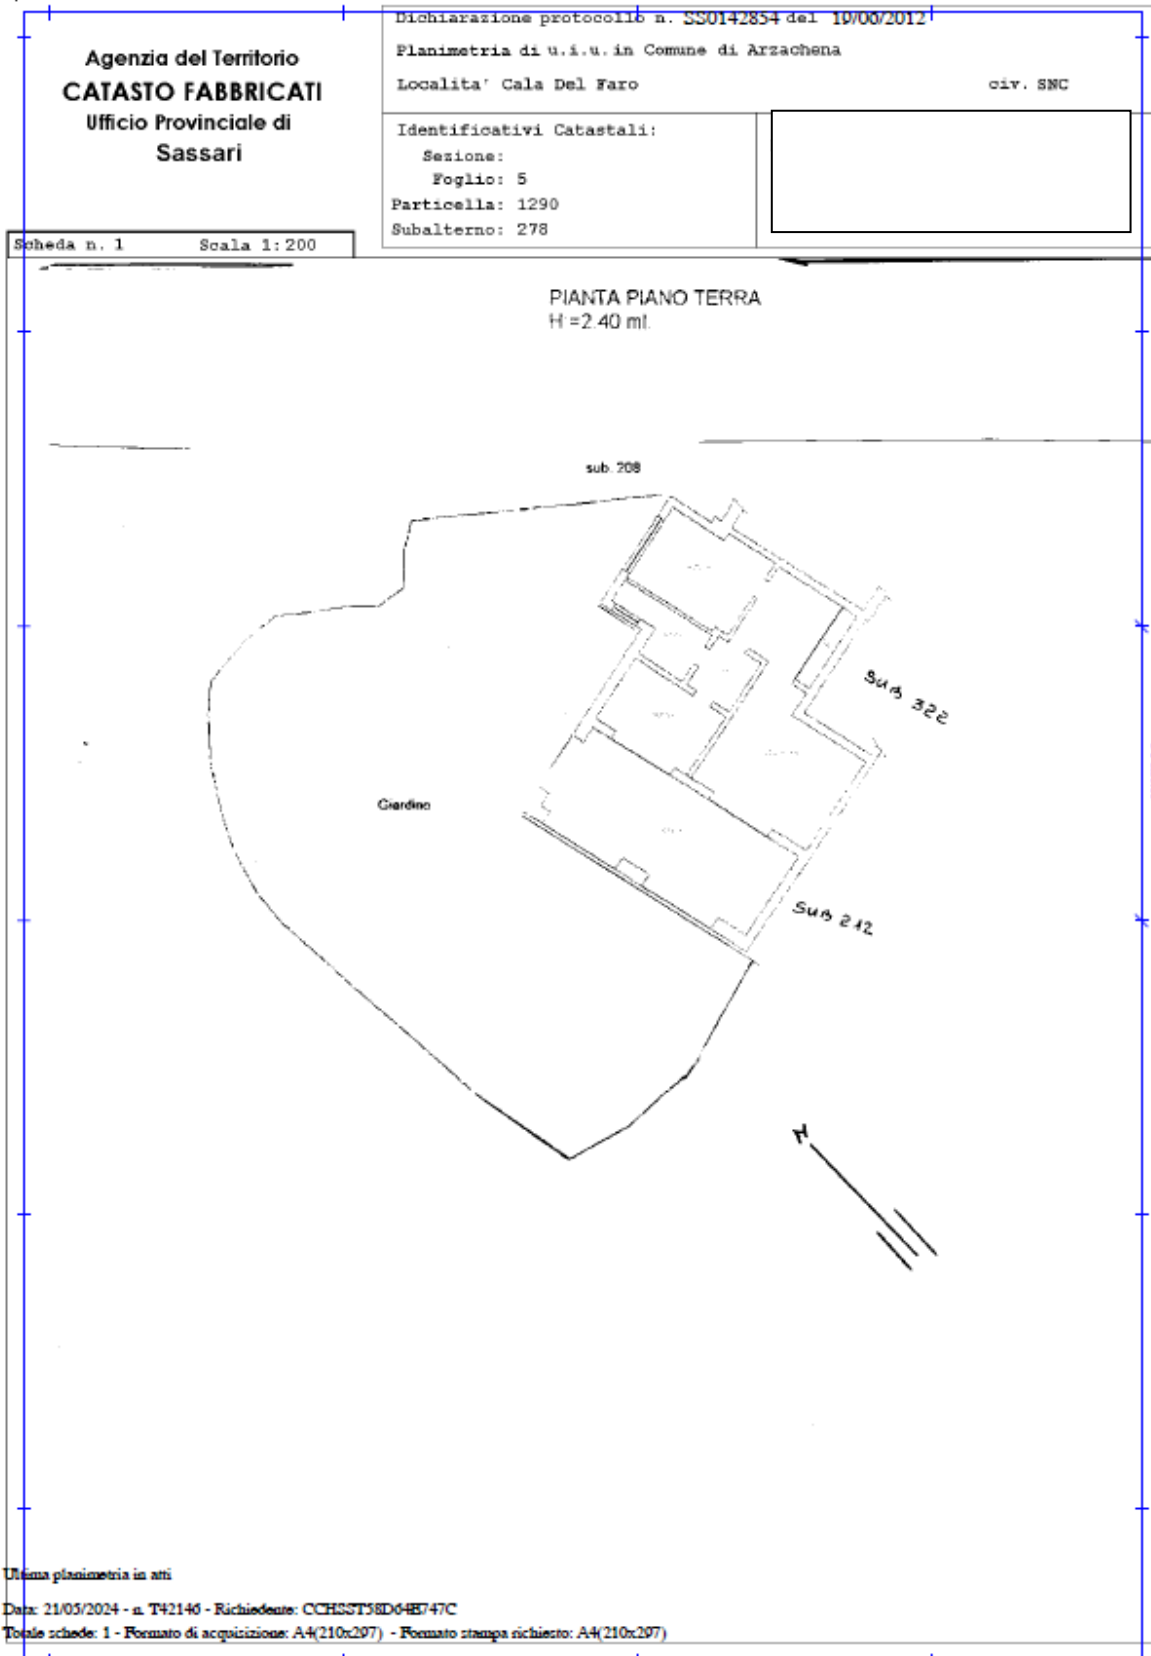 Agenzia del Territorio
CATASTO FABBRICATI
Ufficio Provinciale di
Sassari
Dichiarazione protocollo n. SS0142854 del 19/06/2012
Planimetria di u.i.u. in Comune di Arzachena
Localita' Cala Del Faro civ. SNC
Identificativi Catastali:
Sezione:
Foglio: 5
Particella: 1290
Subalterno: 278
Scheda n. 1 Scala 1:200
PIANTA PIANO TERRA
H =2.40 ml.
sub. 208
SUB 322
Giardino
SUB 212
N
Ultima planimetria in atti
Data: 21/05/2024 - n. T42146 - Richiedente: CCHSST58D64E747C
Totale schede: 1 - Formato di acquisizione: A4(210x297) - Formato stampa richiesto: A4(210x297)